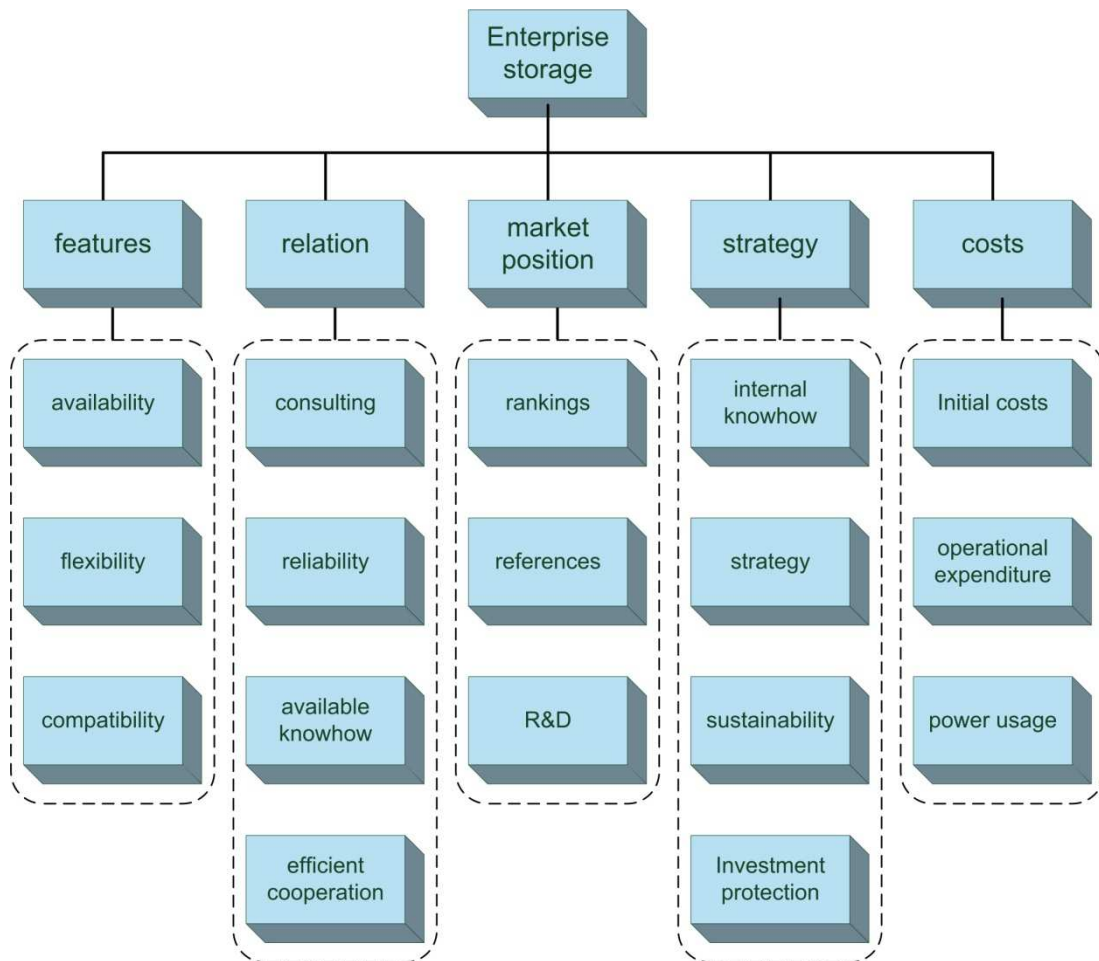 Enterprise
storage
features
relation
market
position
strategy
costs
availability
consulting
rankings
internal
knowhow
Initial costs
flexibility
reliability
references
strategy
operational
expenditure
compatibility
available
knowhow
R&D
sustainability
power usage
efficient
cooperation
Investment
protection